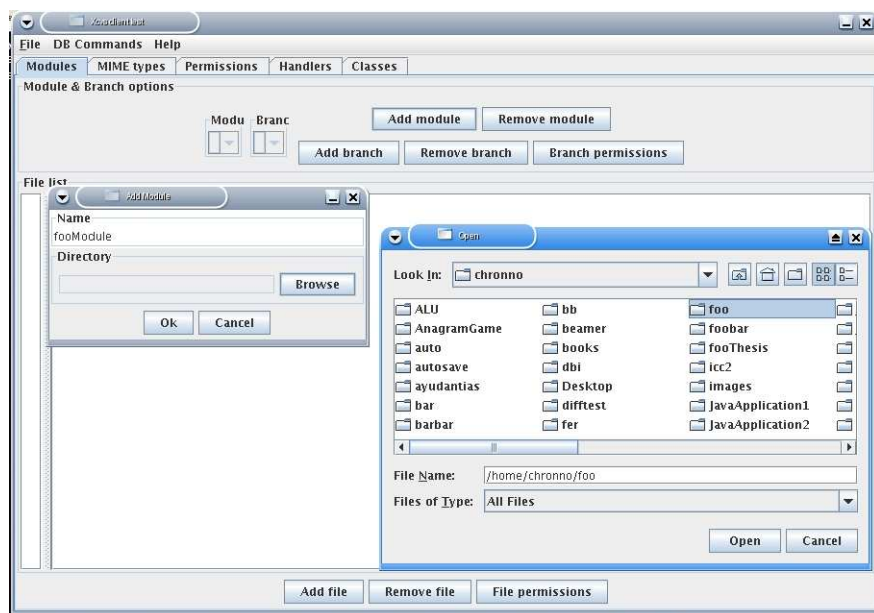 File DB Commands Help
Modules MIME types Permissions Handlers Classes
Module & Branch options
Modu Branc
Add module Remove module
Add branch Remove branch Branch permissions
File list
Add Module
Name
fooModule
Directory
Browse
Ok Cancel
Open
Look In: chronno
ALU bb foo
AnagramGame beamer foobar
auto books fooThesis
autosave dbi icc2
ayudantias Desktop images
bar difftest JavaApplication1
barbar fer JavaApplication2
File Name: /home/chronno/foo
Files of Type: All Files
Open Cancel
Add file Remove file File permissions